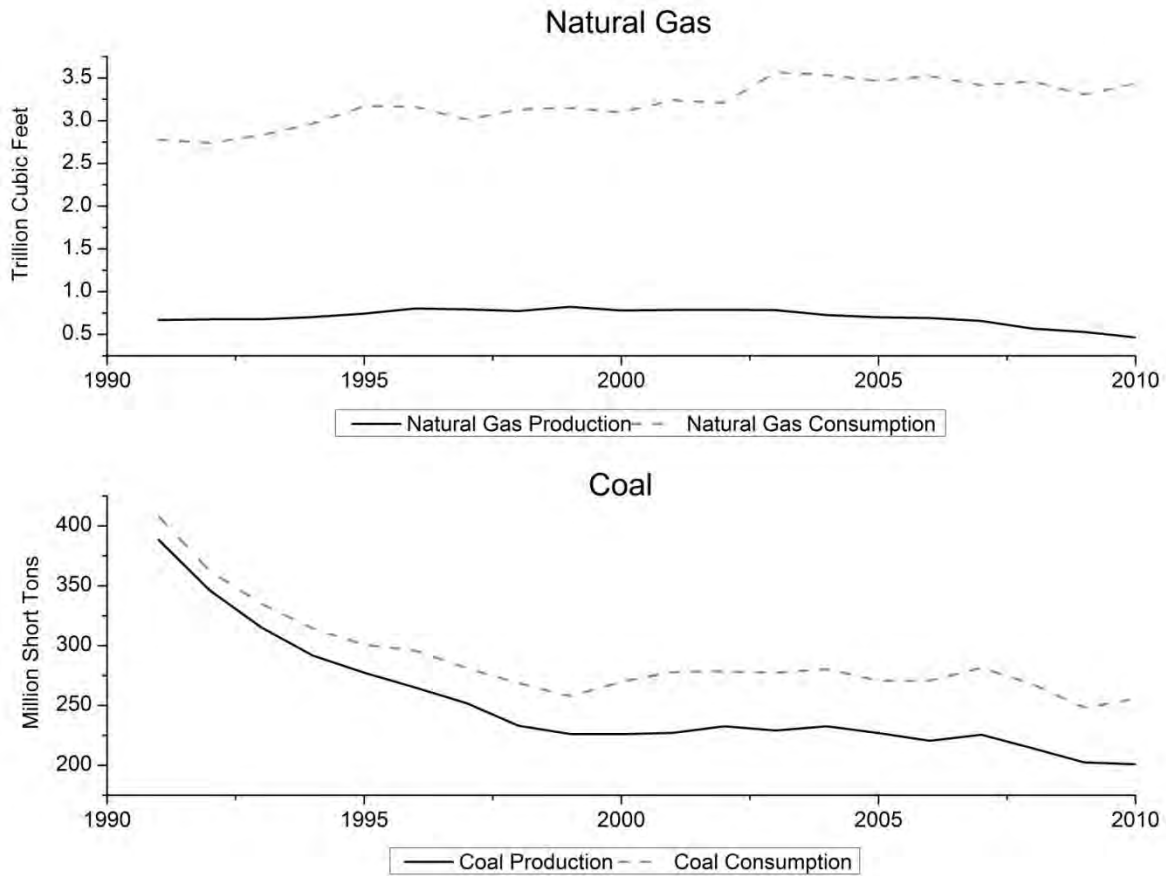 Natural Gas
Trillion Cubic Feet
3.5
3.0
2.5
2.0
1.5
1.0
0.5
1990 1995 2000 2005 2010
Natural Gas Production Natural Gas Consumption
Coal
Million Short Tons
400
350
300
250
200
1990 1995 2000 2005 2010
Coal Production Coal Consumption